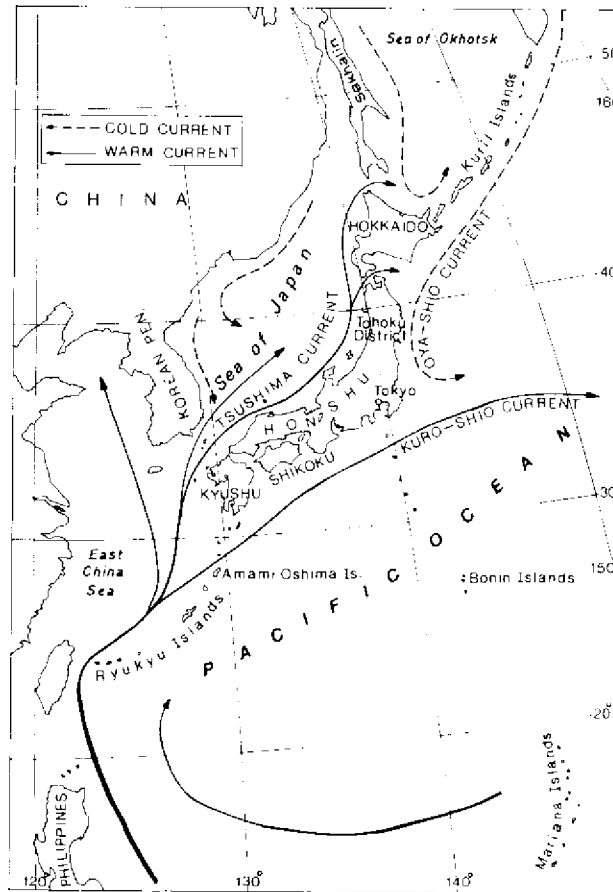 Sea of Okhotsk
Sakhalin
50
160
Kuril Islands
COLD CURRENT
WARM CURRENT
CHINA
HOKKAIDO
OYA-SHIO CURRENT
40
Sea of Japan
KOREAN PEN
TSUSHIMA CURRENT
Tohoku
District
HONSHU
Tokyo
KURO-SHIO CURRENT
SHIKOKU
KYUSHU
30
East
China
Sea
Amami Oshima Is.
150
Bonin Islands
PACIFIC OCEAN
Ryukyu Islands
20°
Mariana Islands
PHILIPPINES
120°
130°
140°